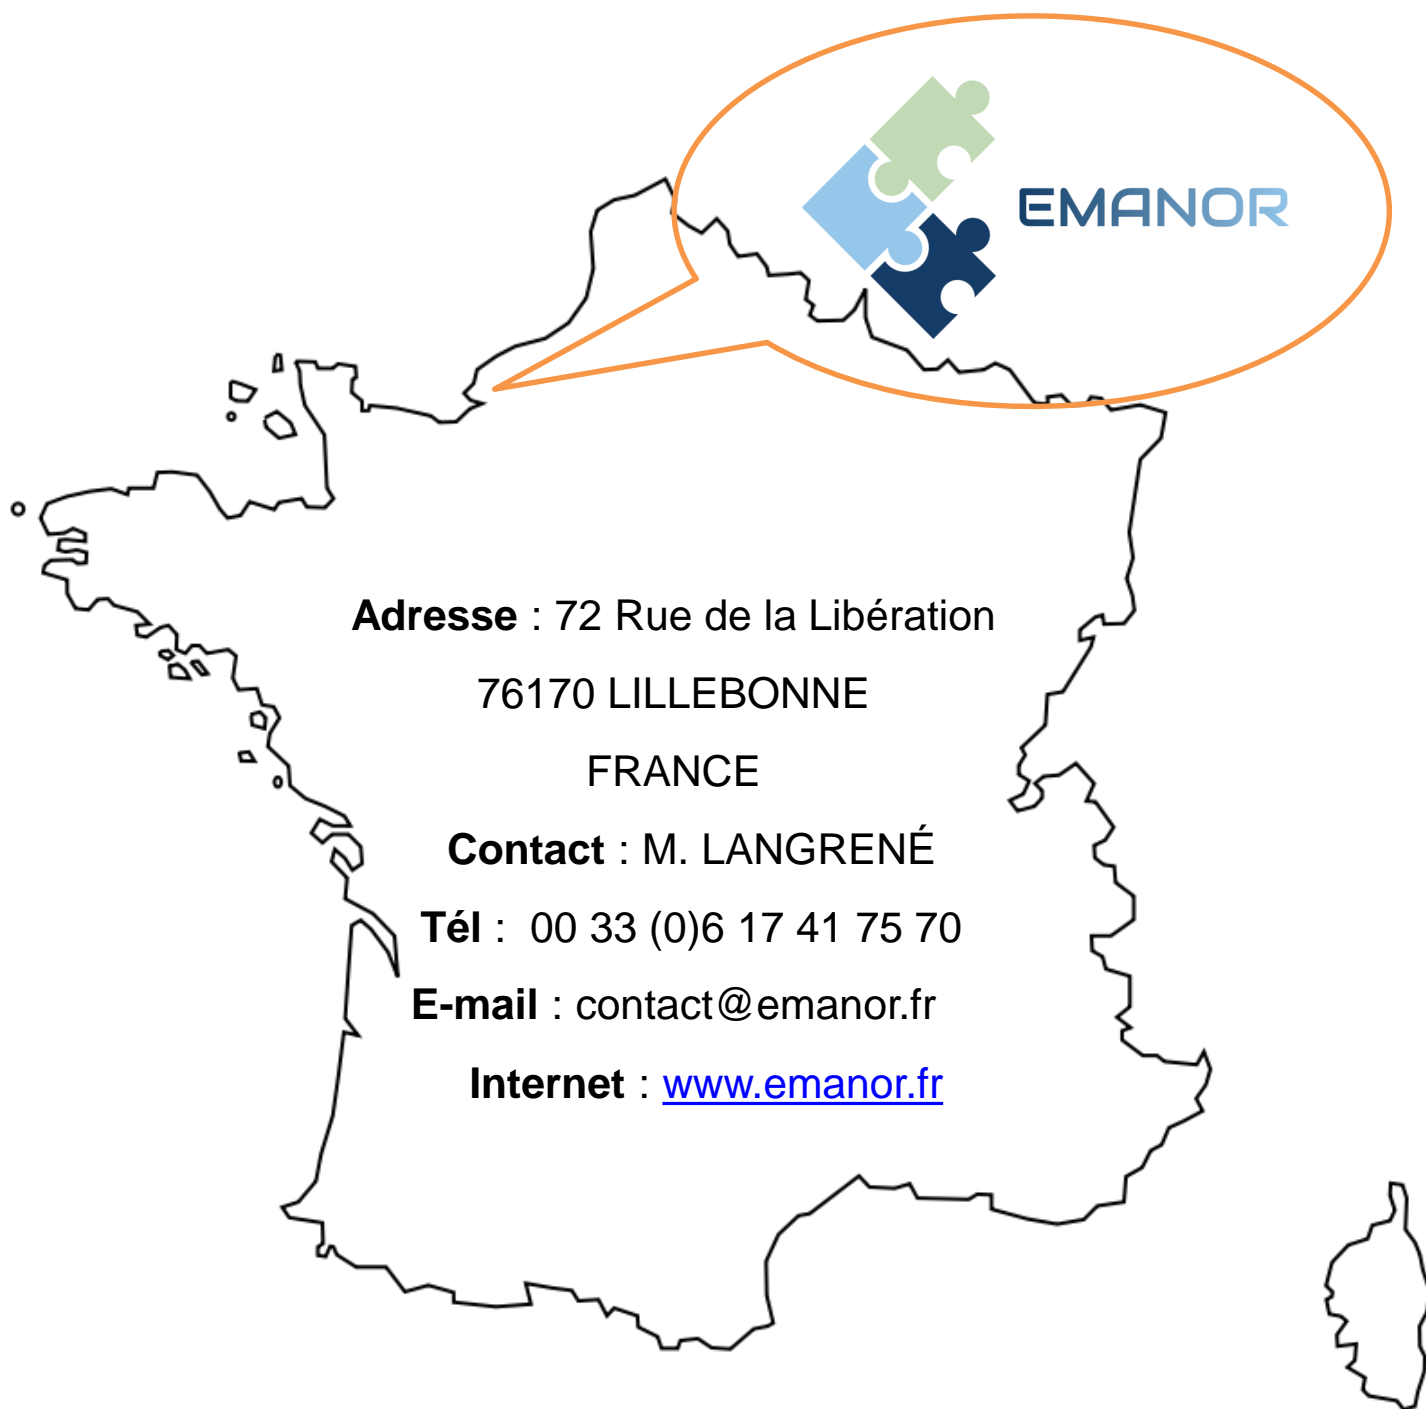 EMANOR
Adresse : 72 Rue de la Libération
76170 LILLEBONNE
FRANCE
Contact : M. LANGRENÉ
Tél :  00 33 (0)6 17 41 75 70
E-mail : contact@emanor.fr
Internet : www.emanor.fr